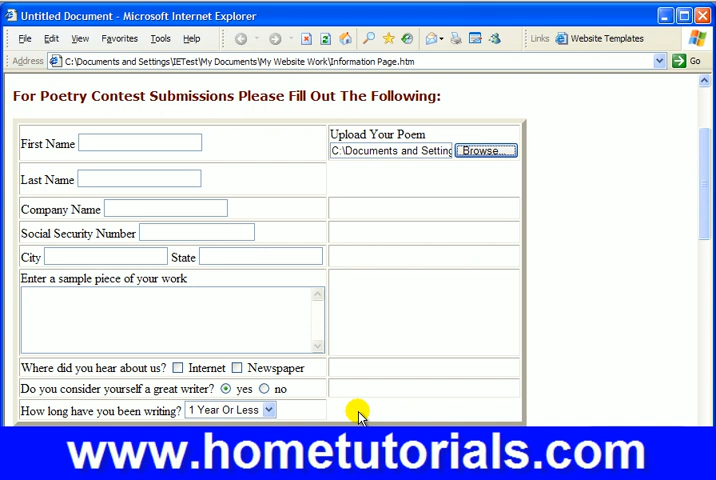 Untitled Document - Microsoft Internet Explorer
File Edit View Favorites Tools Help Links Website Templates
Address C:\Documents and Settings\IETest\My Documents\My Website Work\Information Page.htm Go
For Poetry Contest Submissions Please Fill Out The Following:
First Name
Upload Your Poem
C:\Documents and Setting Browse...
Last Name
Company Name
Social Security Number
City State
Enter a sample piece of your work
Where did you hear about us? Internet Newspaper
Do you consider yourself a great writer? yes no
How long have you been writing? 1 Year Or Less
www.hometutorials.com